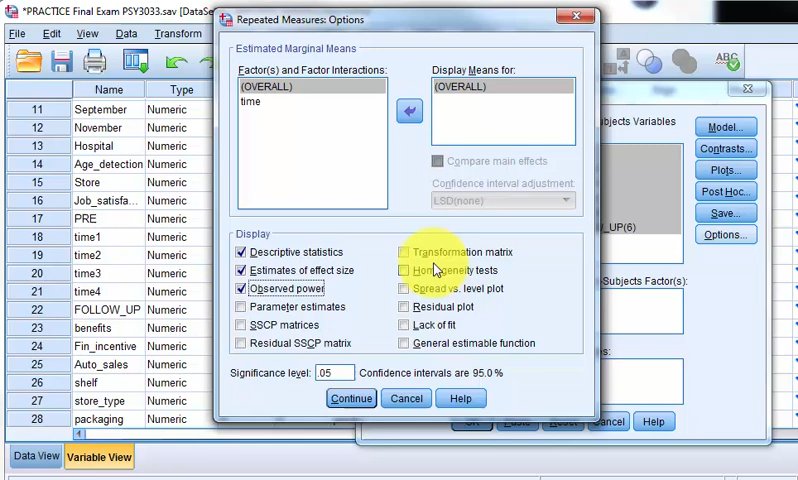 *PRACTICE Final Exam PSY3033.sav [DataS
File Edit View Data Transform
Name Type
11 September Numeric
12 November Numeric
13 Hospital Numeric
14 Age_detection Numeric
15 Store Numeric
16 Job_satisfa... Numeric
17 PRE Numeric
18 time1 Numeric
19 time2 Numeric
20 time3 Numeric
21 time4 Numeric
22 FOLLOW_UP Numeric
23 benefits Numeric
24 Fin_incentive Numeric
25 Auto_sales Numeric
26 shelf Numeric
27 store_type Numeric
28 packaging Numeric
Data View Variable View
Repeated Measures: Options
Estimated Marginal Means
Factor(s) and Factor Interactions:
(OVERALL)
time
Display Means for:
(OVERALL)
Compare main effects
Confidence interval adjustment:
LSD(none)
Display
Descriptive statistics
Estimates of effect size
Observed power
Parameter estimates
SSCP matrices
Residual SSCP matrix
Transformation matrix
Homogeneity tests
Spread vs. level plot
Residual plot
Lack of fit
General estimable function
Significance level: .05 Confidence intervals are 95.0 %
Continue Cancel Help
ubjects Variables
_UP(6)
-Subjects Factor(s):
es:
Model...
Contrasts...
Plots...
Post Hoc...
Save...
Options...
OK Paste Reset Cancel Help
ABC